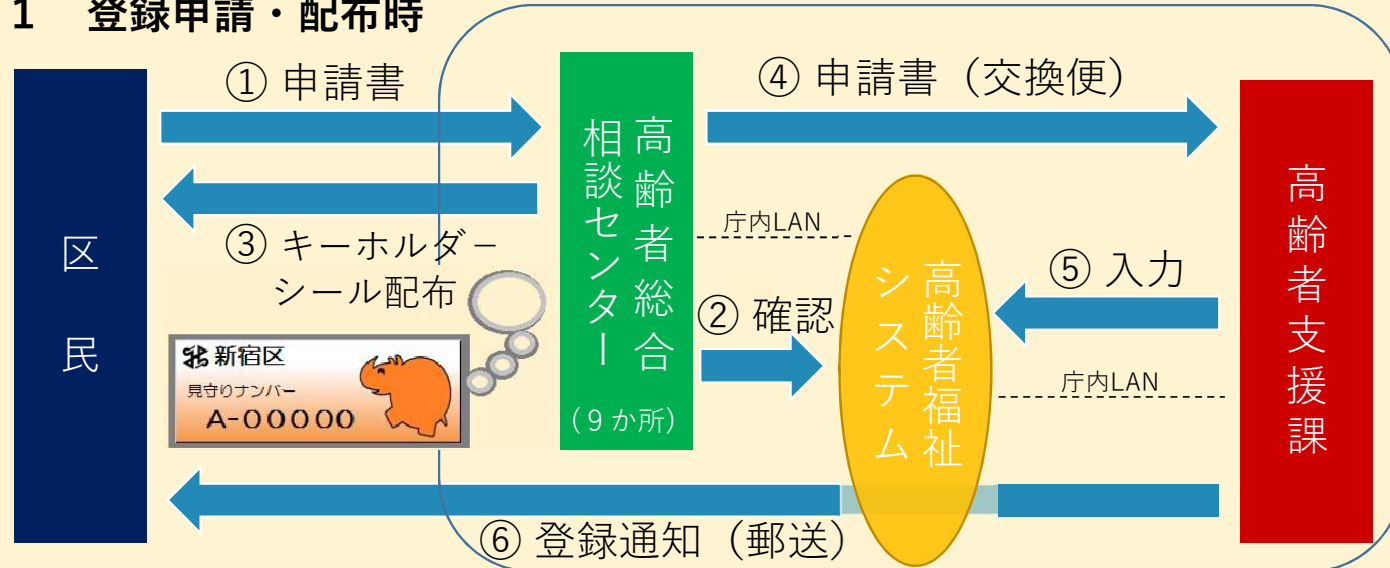 1 登録申請・配布時
① 申請書
④ 申請書（交換便）
区民
高齢者総合
相談センター
(９か所)
高齢者支援課
③ キーホルダ－
シール配布
庁内LAN
② 確認
高齢者福祉
システム
⑤ 入力
庁内LAN
新宿区
見守りナンバー
A-00000
⑥ 登録通知（郵送）